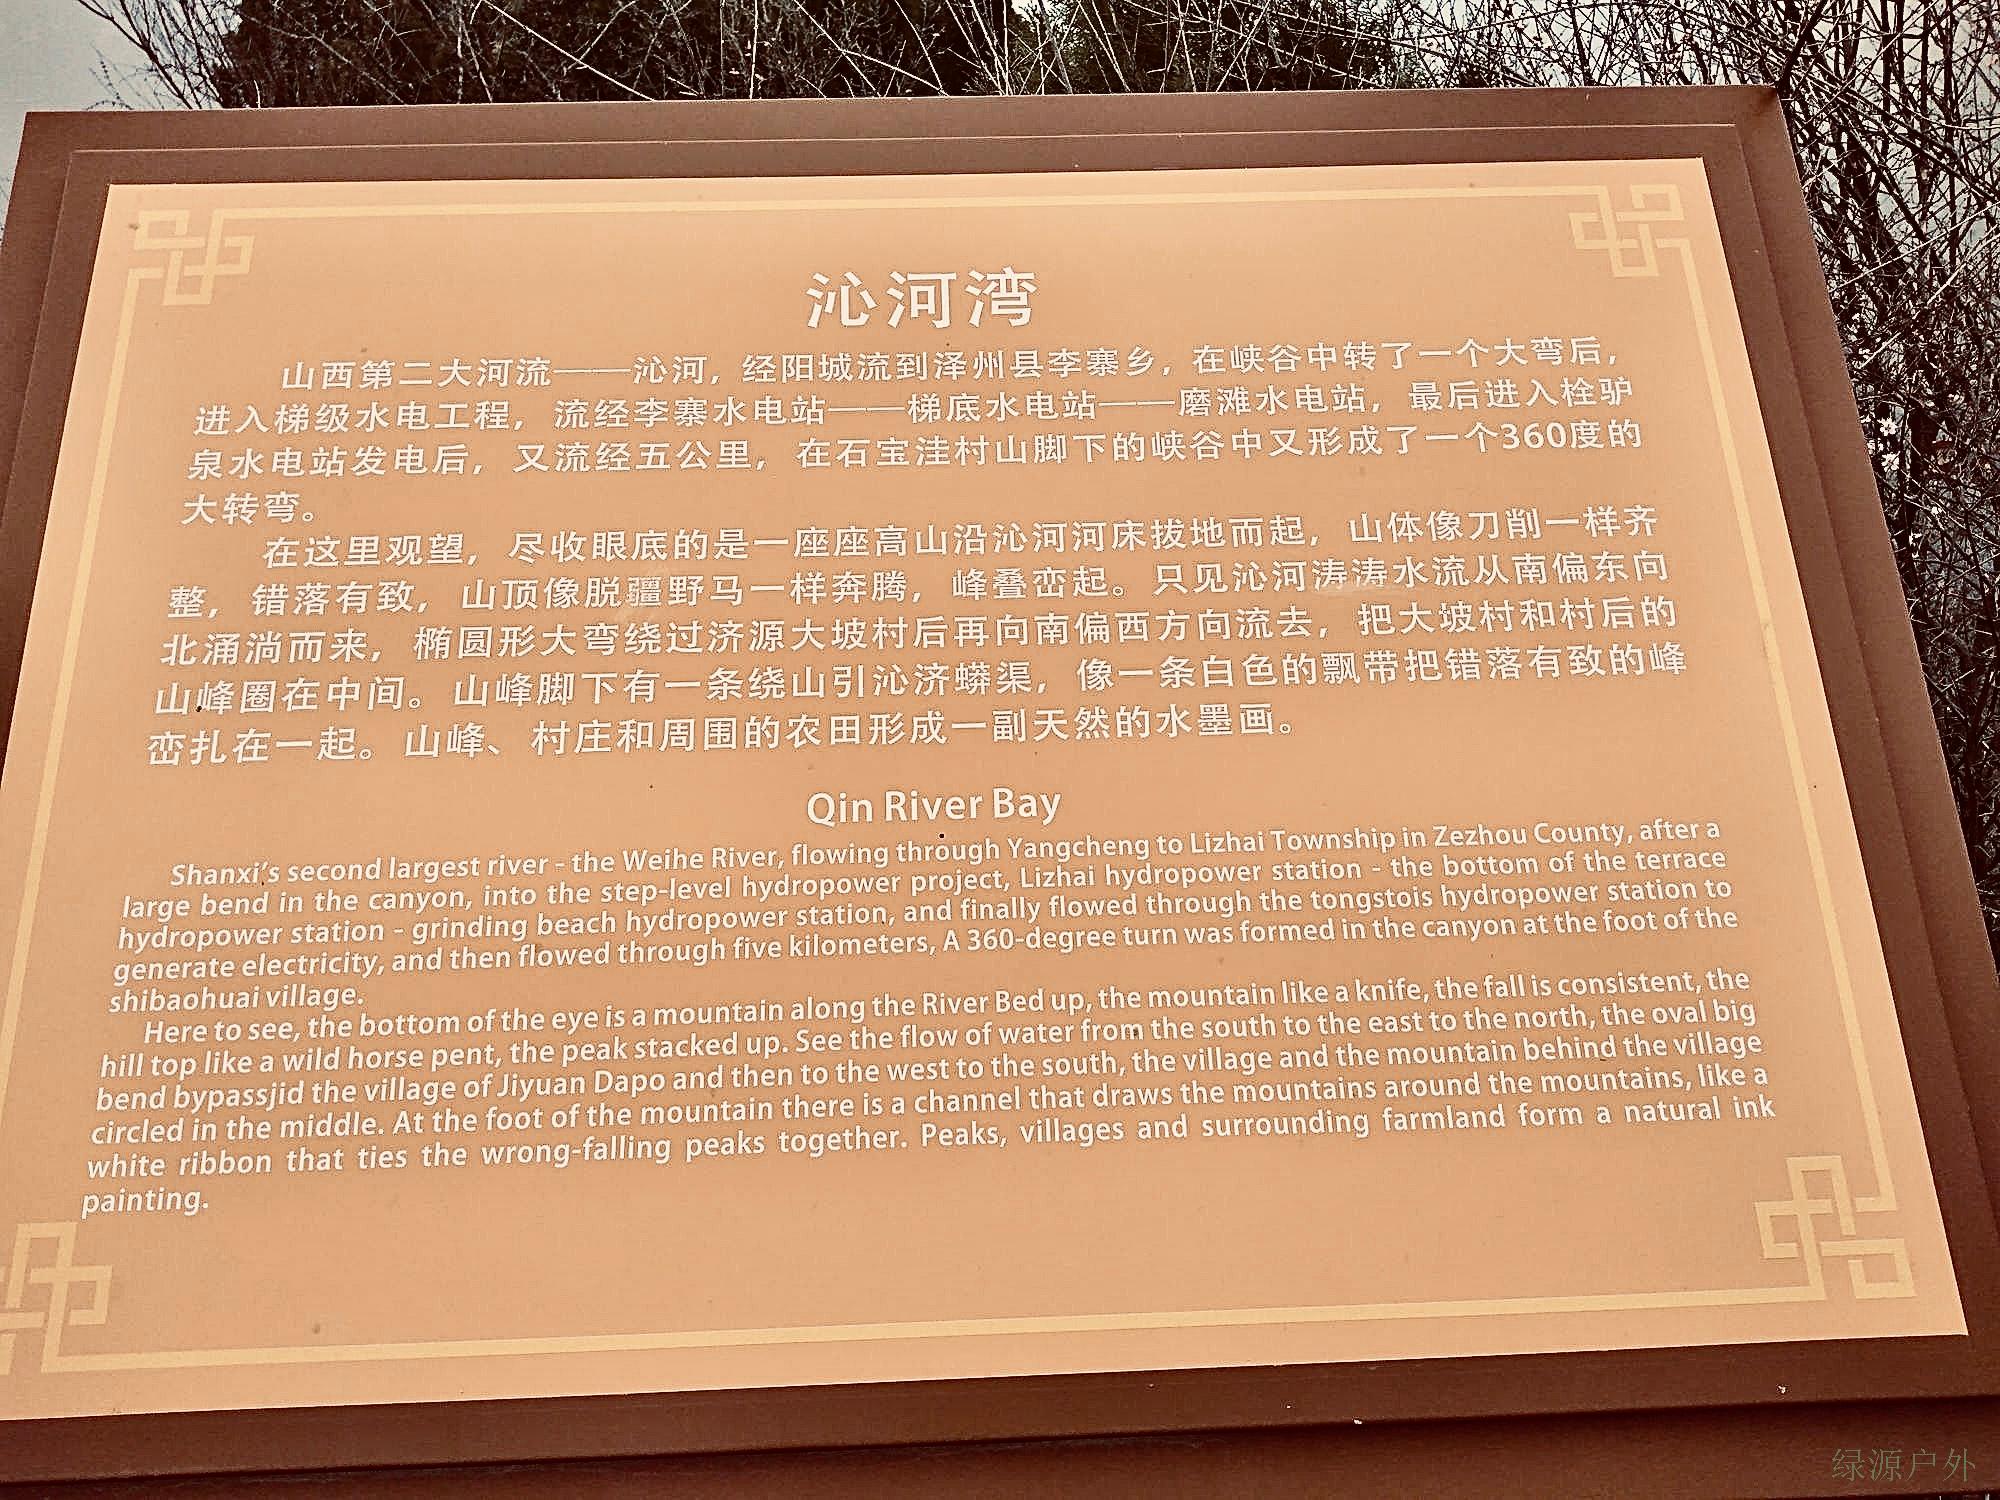 沁河湾
山西第二大河流——沁河，经阳城流到泽州县李寨乡，在峡谷中转了一个大弯后，
进入梯级水电工程，流经李寨水电站——梯底水电站——磨滩水电站，最后进入栓驴
泉水电站发电后，又流经五公里，在石宝洼村山脚下的峡谷中又形成了一个360度的
大转弯。
在这里观望，尽收眼底的是一座座高山沿沁河河床拔地而起，山体像刀削一样齐
整，错落有致，山顶像脱疆野马一样奔腾，峰叠峦起。只见沁河涛涛水流从南偏东向
北涌淌而来，椭圆形大弯绕过济源大坡村后再向南偏西方向流去，把大坡村和村后的
山峰圈在中间。山峰脚下有一条绕山引沁济蟒渠，像一条白色的飘带把错落有致的峰
峦扎在一起。山峰、村庄和周围的农田形成一副天然的水墨画。
Qin River Bay
Shanxi's second largest river - the Weihe River, flowing through Yangcheng to Lizhai Township in Zezhou County, after a
large bend in the canyon, into the step-level hydropower project, Lizhai hydropower station - the bottom of the terrace
hydropower station - grinding beach hydropower station, and finally flowed through the tongstois hydropower station to
generate electricity, and then flowed through five kilometers, A 360-degree turn was formed in the canyon at the foot of the
shibaohuai village.
Here to see, the bottom of the eye is a mountain along the River Bed up, the mountain like a knife, the fall is consistent, the
hill top like a wild horse pent, the peak stacked up. See the flow of water from the south to the east to the north, the oval big
bend bypassjid the village of Jiyuan Dapo and then to the west to the south, the village and the mountain behind the village
circled in the middle. At the foot of the mountain there is a channel that draws the mountains around the mountains, like a
white ribbon that ties the wrong-falling peaks together. Peaks, villages and surrounding farmland form a natural ink
painting.
绿源户外